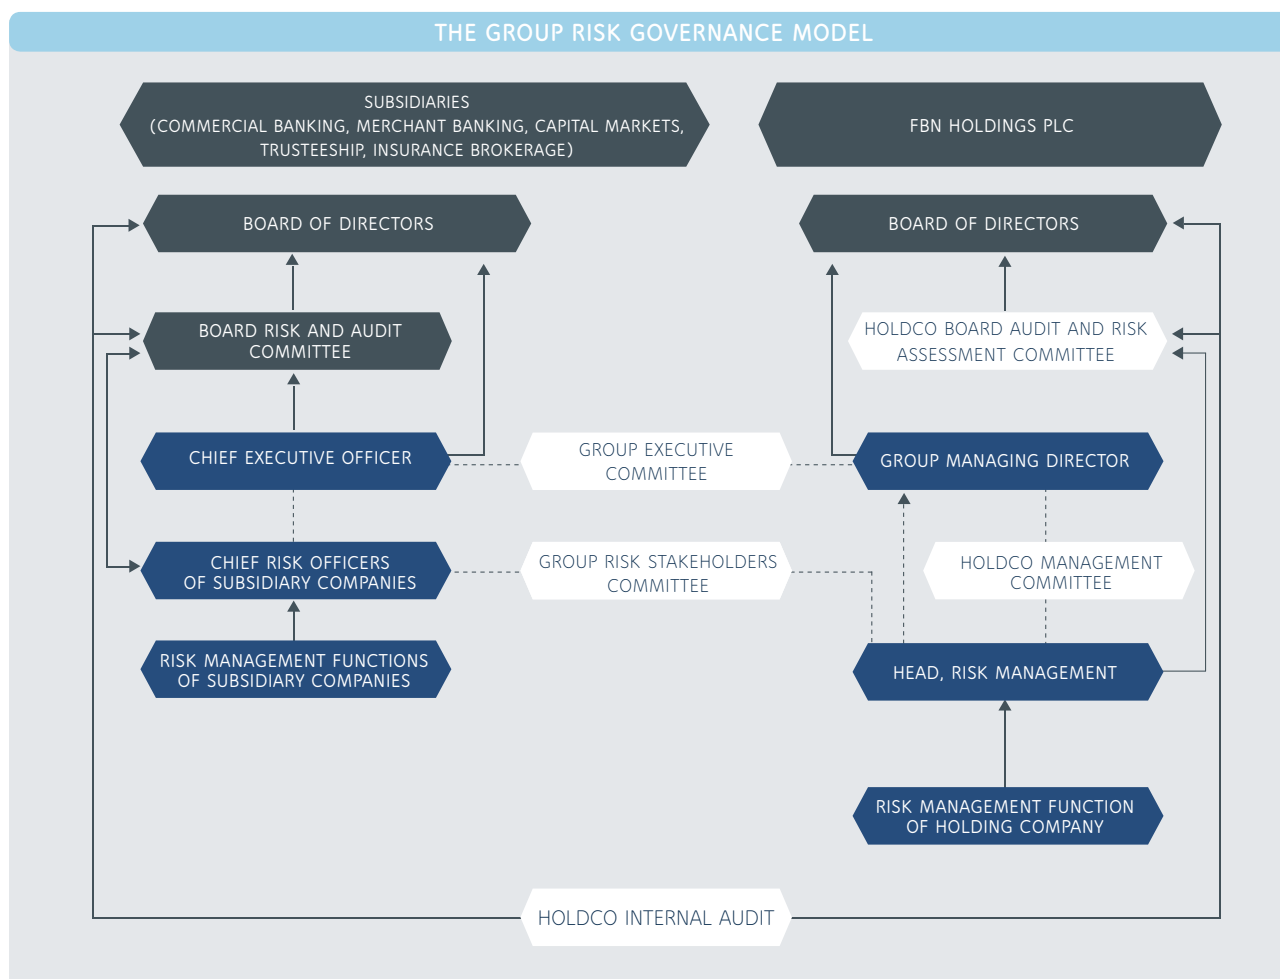 THE GROUP RISK GOVERNANCE MODEL
SUBSIDIARIES
(COMMERCIAL BANKING, MERCHANT BANKING, CAPITAL MARKETS,
TRUSTEESHIP, INSURANCE BROKERAGE)
FBN HOLDINGS PLC
BOARD OF DIRECTORS
BOARD OF DIRECTORS
BOARD RISK AND AUDIT
COMMITTEE
HOLDCO BOARD AUDIT AND RISK
ASSESSMENT COMMITTEE
CHIEF EXECUTIVE OFFICER
GROUP EXECUTIVE
COMMITTEE
GROUP MANAGING DIRECTOR
CHIEF RISK OFFICERS
OF SUBSIDIARY COMPANIES
GROUP RISK STAKEHOLDERS
COMMITTEE
HOLDCO MANAGEMENT
COMMITTEE
RISK MANAGEMENT FUNCTIONS
OF SUBSIDIARY COMPANIES
HEAD, RISK MANAGEMENT
RISK MANAGEMENT FUNCTION
OF HOLDING COMPANY
HOLDCO INTERNAL AUDIT